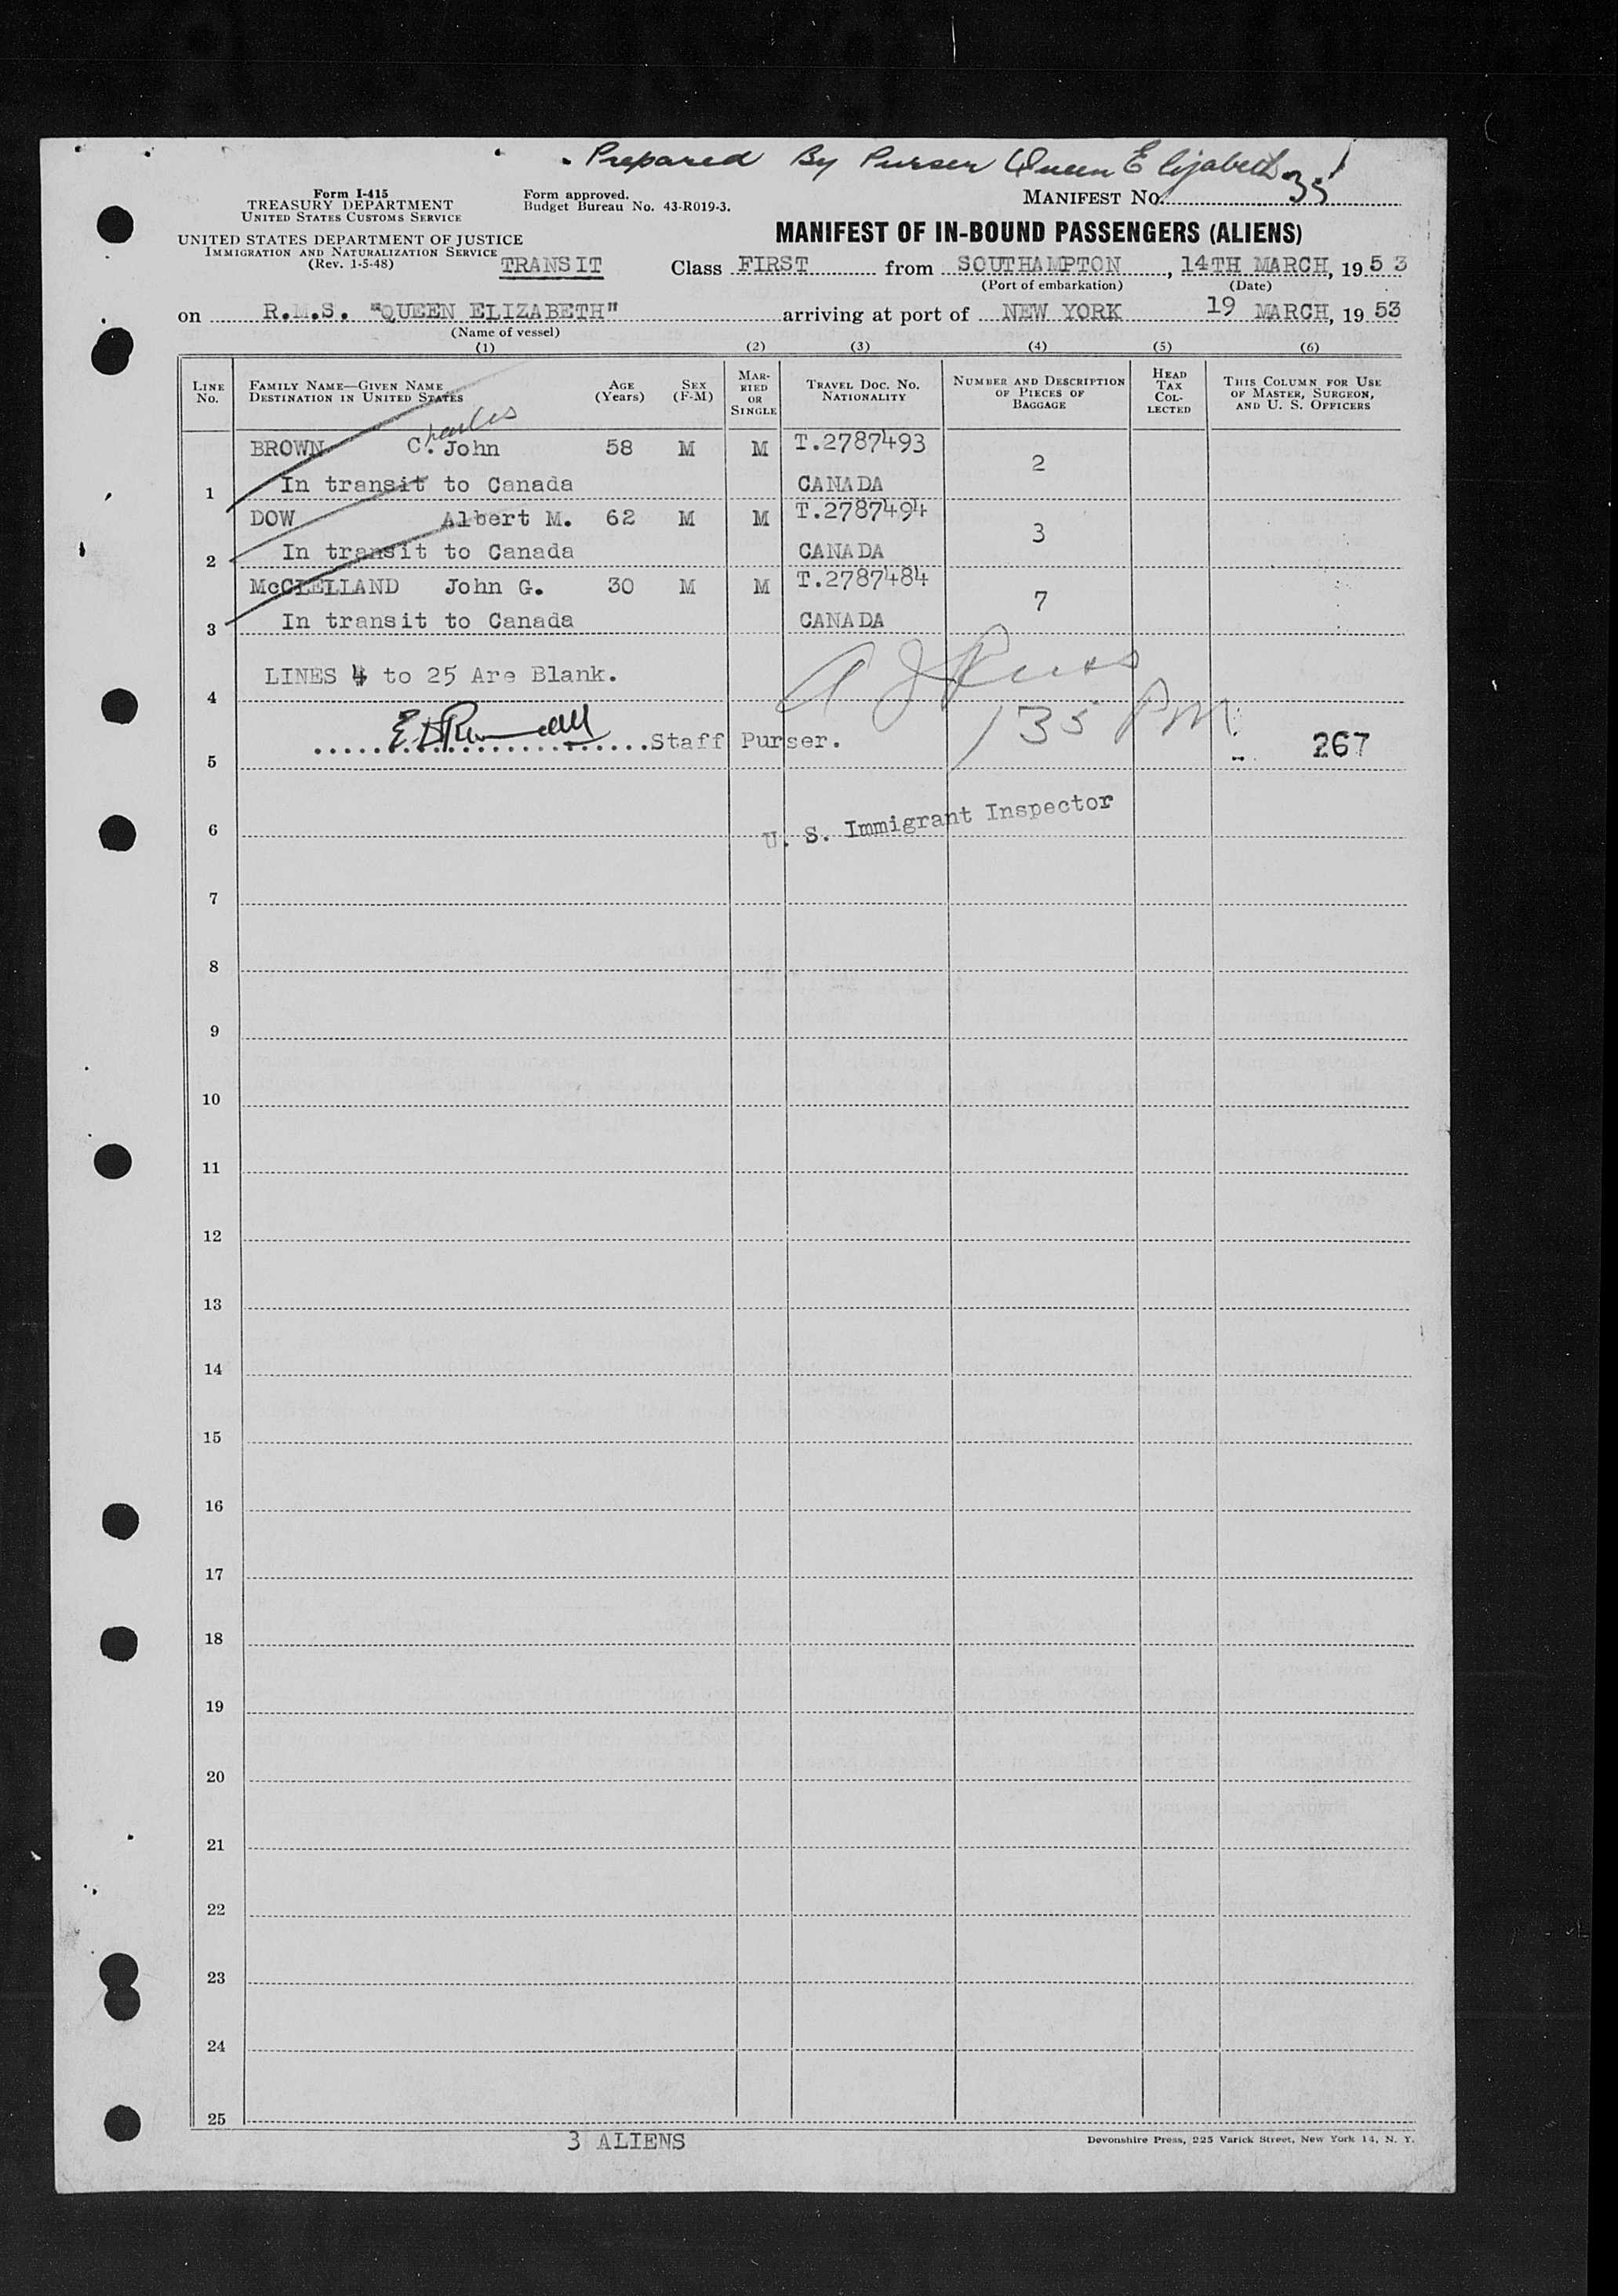 Prepared By Purser Queen Elizabeth
Form I-415
TREASURY DEPARTMENT
UNITED STATES CUSTOMS SERVICE
Form approved.
Budget Bureau No. 43-R019-3.
MANIFEST No. 35
UNITED STATES DEPARTMENT OF JUSTICE
IMMIGRATION AND NATURALIZATION SERVICE
(Rev. 1-5-48)
MANIFEST OF IN-BOUND PASSENGERS (ALIENS)
TRANSIT Class FIRST from SOUTHAMPTON, 14TH MARCH, 1953
(Port of embarkation) (Date)
on R.M.S. "QUEEN ELIZABETH" arriving at port of NEW YORK 19 MARCH, 1953
(Name of vessel)
(1) (2) (3) (4) (5) (6)
LINE No. FAMILY NAME—GIVEN NAME DESTINATION IN UNITED STATES AGE (Years) SEX (F-M) MARRIED OR SINGLE TRAVEL DOC. NO. NATIONALITY NUMBER AND DESCRIPTION OF PIECES OF BAGGAGE HEAD TAX COLLECTED THIS COLUMN FOR USE OF MASTER, SURGEON, AND U. S. OFFICERS
Charles
BROWN C. John 58 M M T.2787493 2
1 In transit to Canada CANADA
DOW Albert M. 62 M M T.2787494 3
2 In transit to Canada CANADA
McCLELLAND John G. 30 M M T.2787484 7
3 In transit to Canada CANADA
LINES 4 to 25 Are Blank.
4
135 PM
Staff Purser. 267
5
U. S. Immigrant Inspector
6
7
8
9
10
11
12
13
14
15
16
17
18
19
20
21
22
23
24
25
3 ALIENS
Devonshire Press, 225 Varick Street, New York 14, N. Y.